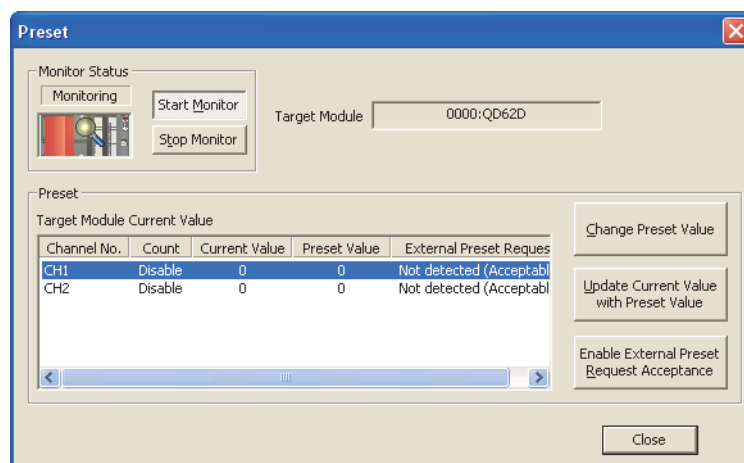 Preset
Monitor Status
Monitoring
Start Monitor
Stop Monitor
Target Module
0000:QD62D
Preset
Target Module Current Value
Channel No. Count Current Value Preset Value External Preset Reques
CH1 Disable 0 0 Not detected (Acceptabl
CH2 Disable 0 0 Not detected (Acceptabl
Change Preset Value
Update Current Value
with Preset Value
Enable External Preset
Request Acceptance
Close